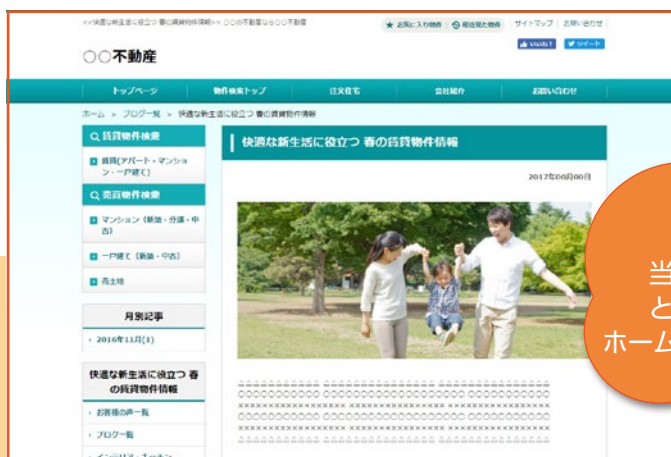 <<快適な新生活に役立つ 春の賃貸物件情報>> 〇〇の不動産なら〇〇不動産
★ お気に入り物件 最近見た物件 サイトマップ お問い合わせ
いいね! ツイート
〇〇不動産
トップページ 物件検索トップ 注文住宅 会社紹介 お問い合わせ
ホーム > ブログ一覧 > 快適な新生活に役立つ 春の賃貸物件情報
賃貸物件検索
賃貸(アパート・マンション・一戸建て)
売買物件検索
マンション（新築・分譲・中古）
一戸建て（新築・中古）
売土地
月別記事
2016年11月(1)
快適な新生活に役立つ 春の賃貸物件情報
お客様の声一覧
ブログ一覧
快適な新生活に役立つ 春の賃貸物件情報
2017年00月00日
当
と
ホーム